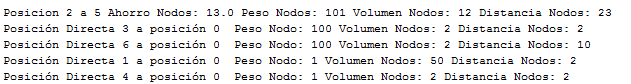 Posicion 2 a 5 Ahorro Nodos: 13.0 Peso Nodos: 101 Volumen Nodos: 12 Distancia Nodos: 23
Posición Directa 3 a posición 0  Peso Nodo: 100 Volumen Nodos: 2 Distancia Nodos: 2
Posición Directa 6 a posición 0  Peso Nodo: 100 Volumen Nodos: 2 Distancia Nodos: 10
Posición Directa 1 a posición 0  Peso Nodo: 1 Volumen Nodos: 50 Distancia Nodos: 2
Posición Directa 4 a posición 0  Peso Nodo: 1 Volumen Nodos: 2 Distancia Nodos: 2